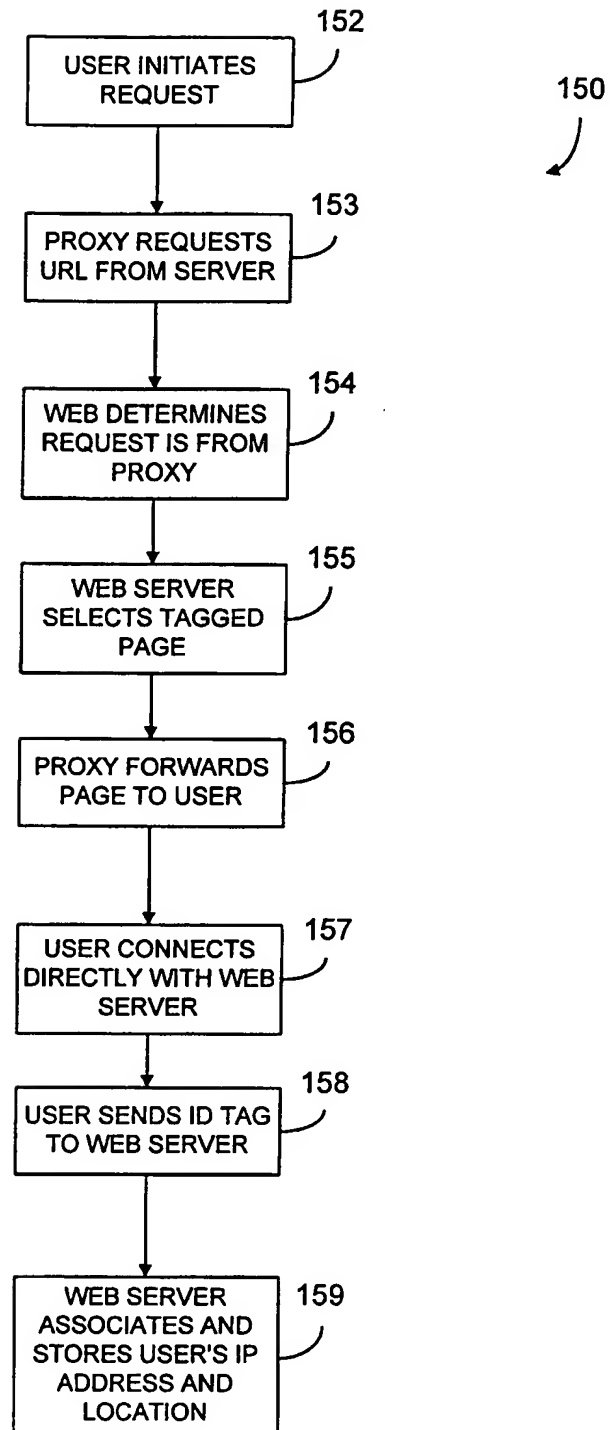 152
USER INITIATES
REQUEST
150
153
PROXY REQUESTS
URL FROM SERVER
154
WEB DETERMINES
REQUEST IS FROM
PROXY
155
WEB SERVER
SELECTS TAGGED
PAGE
156
PROXY FORWARDS
PAGE TO USER
157
USER CONNECTS
DIRECTLY WITH WEB
SERVER
158
USER SENDS ID TAG
TO WEB SERVER
159
WEB SERVER
ASSOCIATES AND
STORES USER'S IP
ADDRESS AND
LOCATION